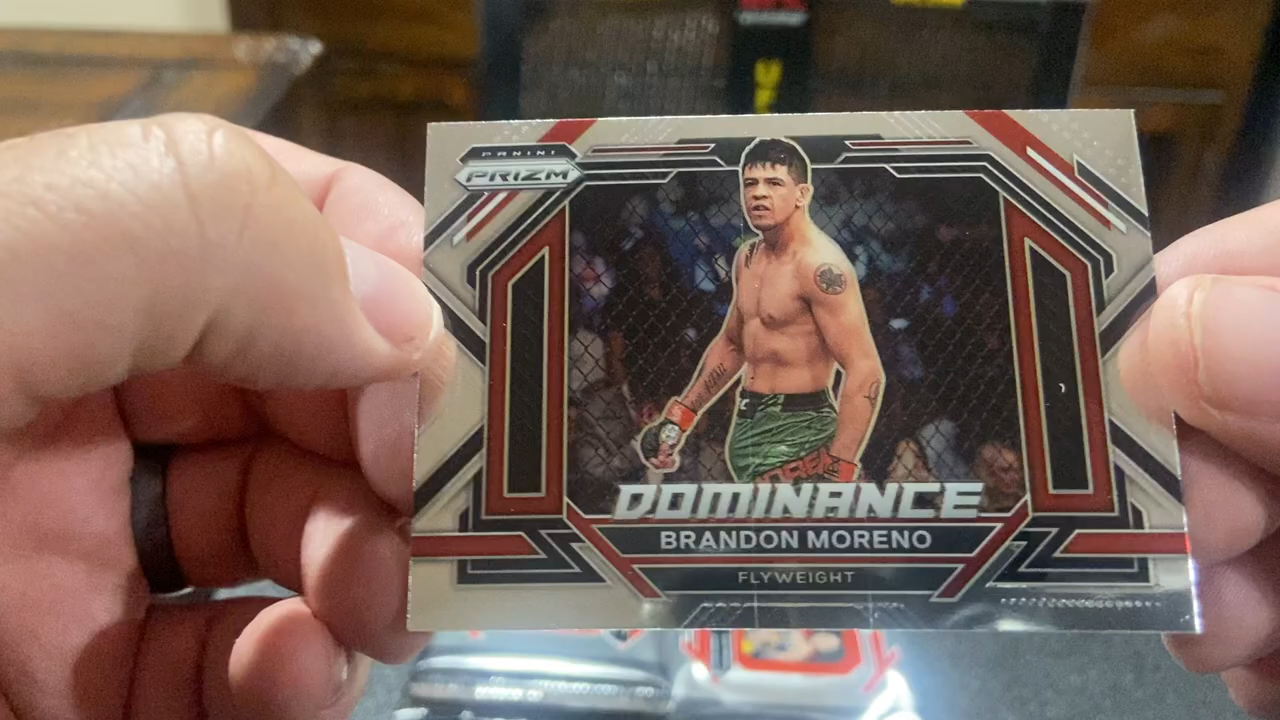 PANINI
PRIZM
DOMINANCE
BRANDON MORENO
FLYWEIGHT